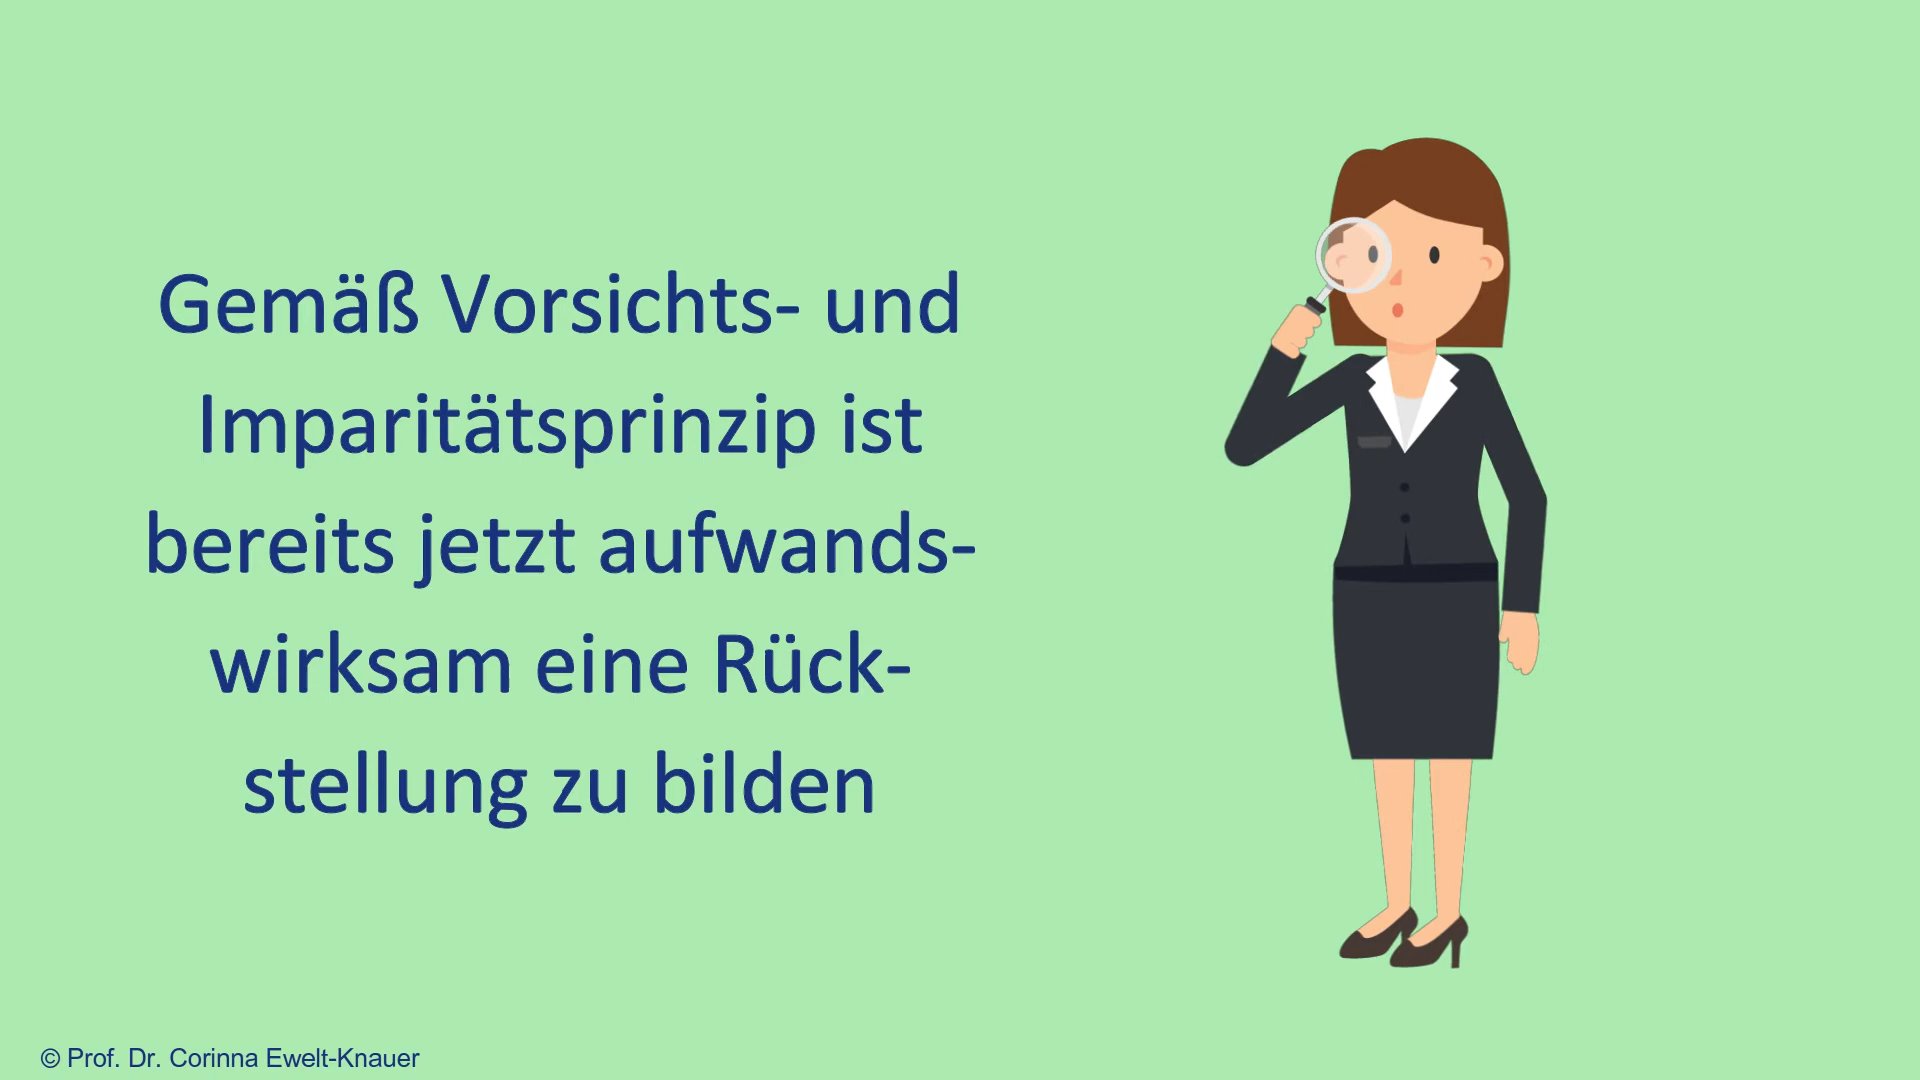 Gemäß Vorsichts- und
Imparitätsprinzip ist
bereits jetzt aufwands-
wirksam eine Rück-
stellung zu bilden
© Prof. Dr. Corinna Ewelt-Knauer